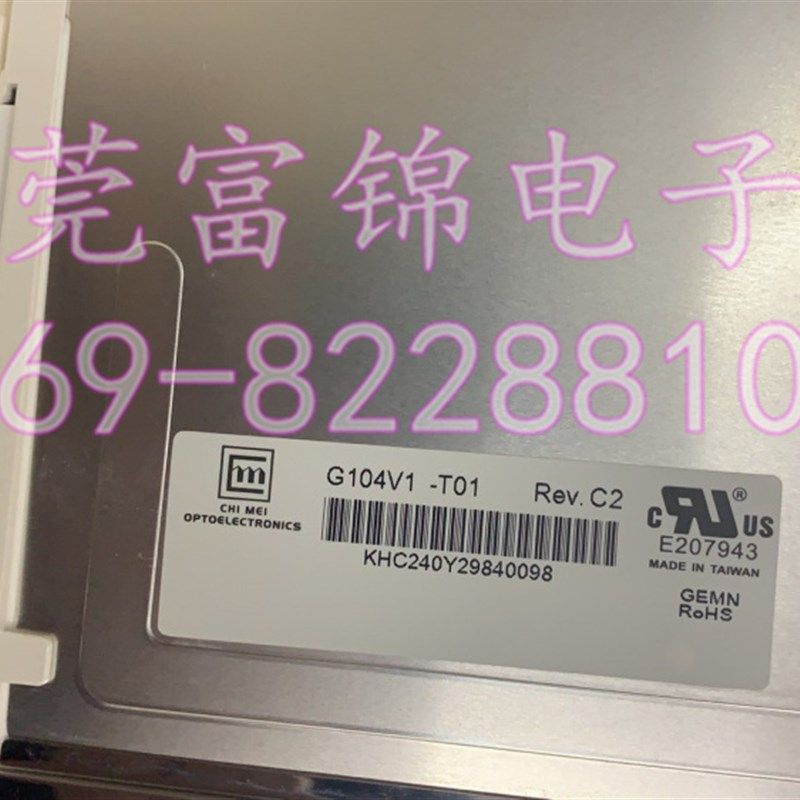 莞富锦电子
69-8228810
CHI MEI
OPTOELECTRONICS
G104V1 -T01 Rev. C2
KHC240Y29840098
C RU ® US
E207943
MADE IN TAIWAN
GEMN
RoHS